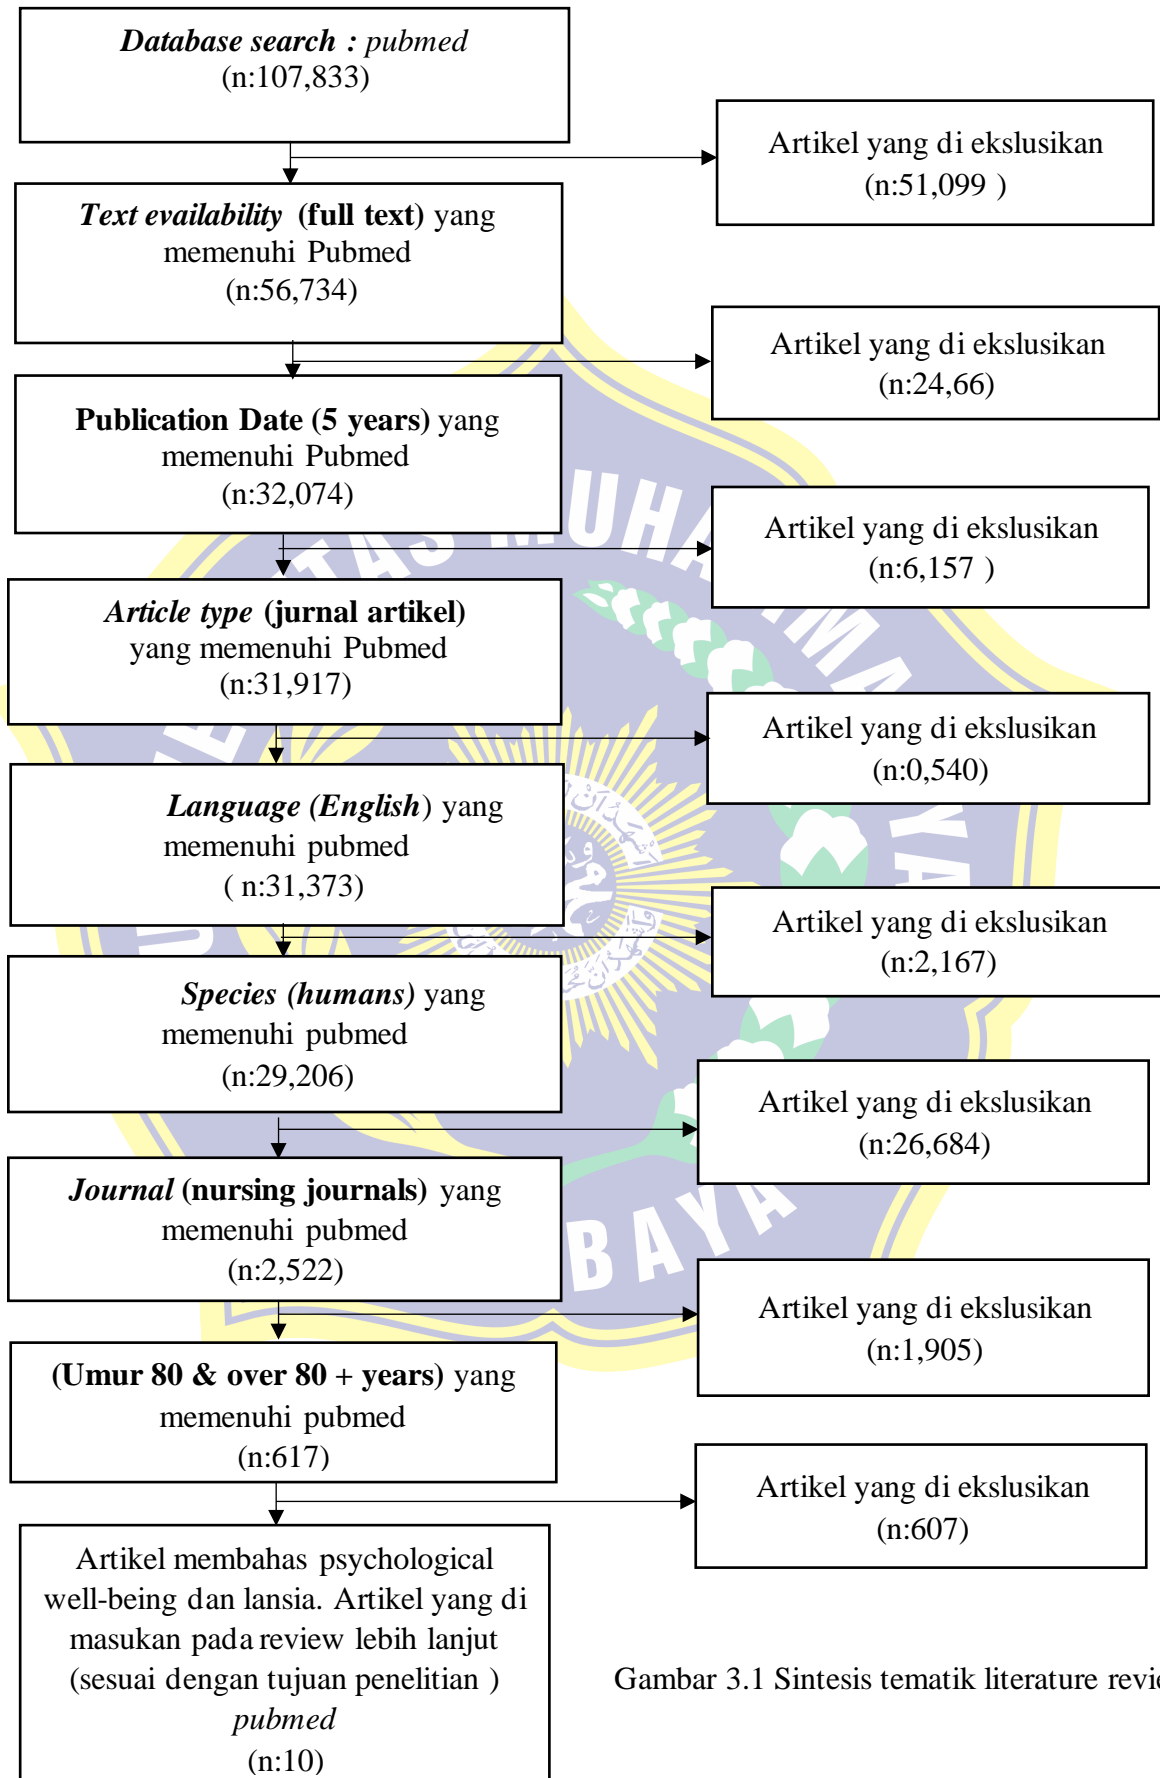 Database search : pubmed
(n:107,833)
Artikel yang di ekslusikan
(n:51,099 )
Text evailability (full text) yang
memenuhi Pubmed
(n:56,734)
Artikel yang di ekslusikan
(n:24,66)
Publication Date (5 years) yang
memenuhi Pubmed
(n:32,074)
Artikel yang di ekslusikan
(n:6,157 )
Article type (jurnal artikel)
yang memenuhi Pubmed
(n:31,917)
Artikel yang di ekslusikan
(n:0,540)
Language (English) yang
memenuhi pubmed
( n:31,373)
Artikel yang di ekslusikan
(n:2,167)
Species (humans) yang
memenuhi pubmed
(n:29,206)
Artikel yang di ekslusikan
(n:26,684)
Journal (nursing journals) yang
memenuhi pubmed
(n:2,522)
Artikel yang di ekslusikan
(n:1,905)
(Umur 80 & over 80 + years) yang
memenuhi pubmed
(n:617)
Artikel yang di ekslusikan
(n:607)
Artikel membahas psychological
well-being dan lansia. Artikel yang di
masukan pada review lebih lanjut
(sesuai dengan tujuan penelitian )
pubmed
(n:10)
Gambar 3.1 Sintesis tematik literature revie